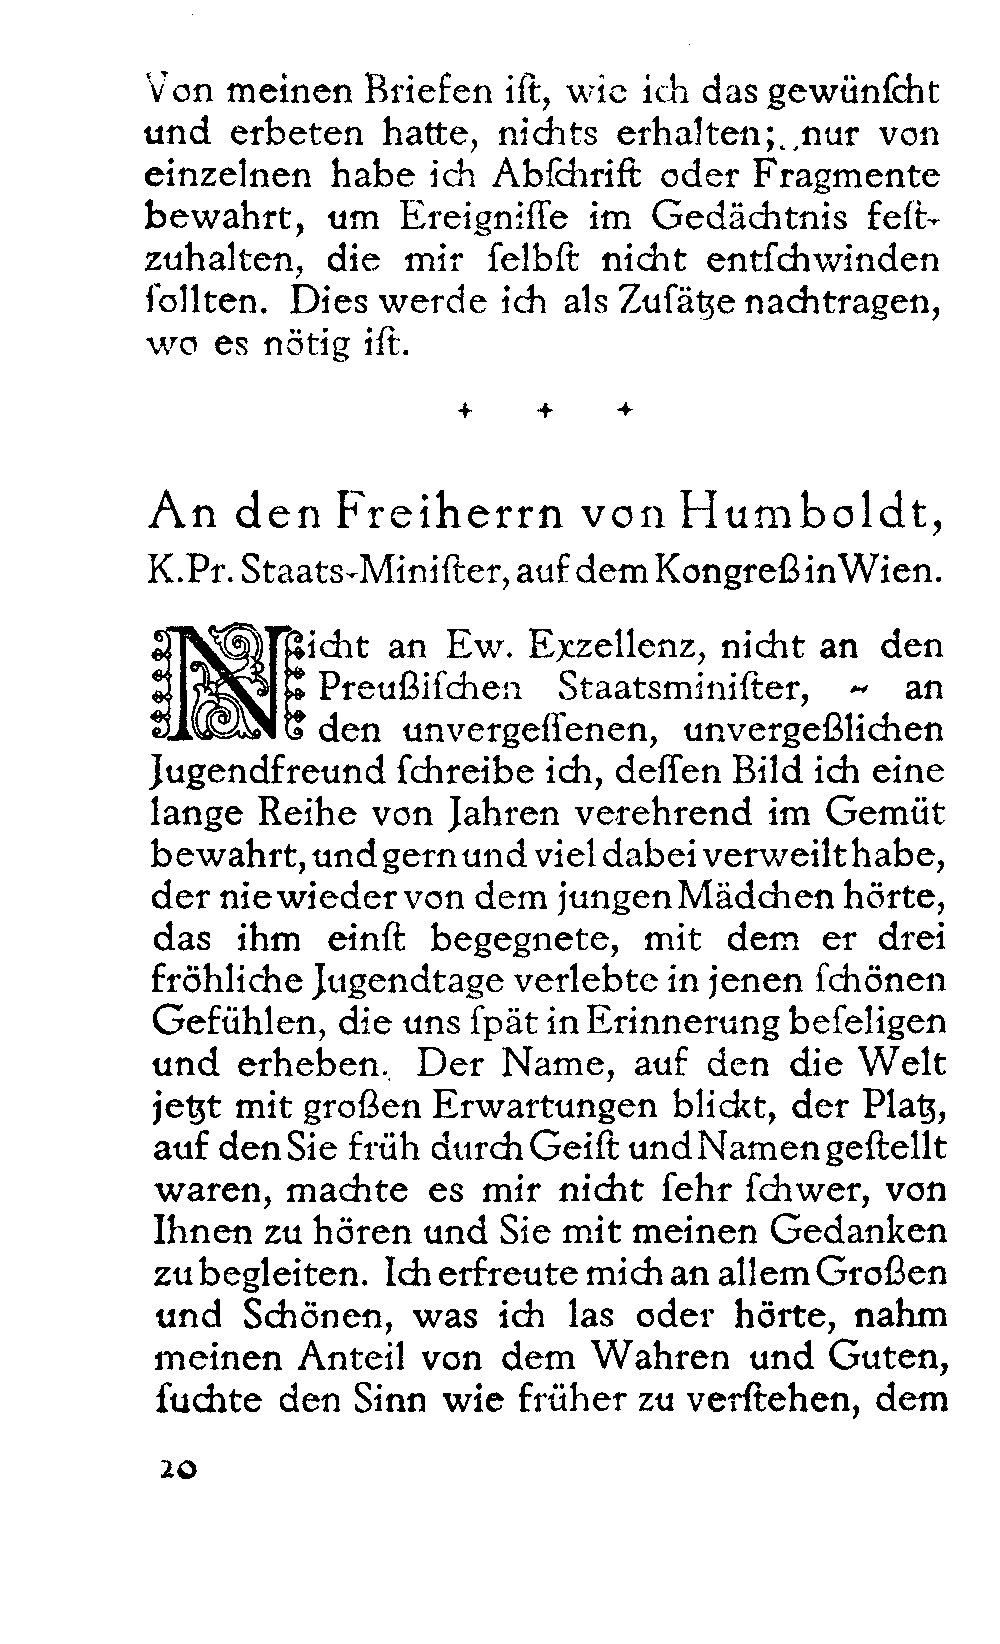 Von meinen Briefen iſt, wie ich das gewünſcht
und erbeten hatte, nichts erhalten; nur von
einzelnen habe ich Abſchrift oder Fragmente
bewahrt, um Ereigniſſe im Gedächtnis feſt-
zuhalten, die mir ſelbſt nicht entſchwinden
ſollten. Dies werde ich als Zuſätze nachtragen,
wo es nötig iſt.
+ + +
An den Freiherrn von Humboldt,
K.Pr. Staats-Miniſter, auf dem Kongreß in Wien.
Nicht an Ew. Exzellenz, nicht an den
Preußiſchen Staatsminiſter, ~ an
den unvergeſſenen, unvergeßlichen
Jugendfreund ſchreibe ich, deſſen Bild ich eine
lange Reihe von Jahren verehrend im Gemüt
bewahrt, und gern und viel dabei verweilt habe,
der nie wieder von dem jungen Mädchen hörte,
das ihm einſt begegnete, mit dem er drei
fröhliche Jugendtage verlebte in jenen ſchönen
Gefühlen, die uns ſpät in Erinnerung beſeligen
und erheben. Der Name, auf den die Welt
jetzt mit großen Erwartungen blickt, der Platz,
auf den Sie früh durch Geiſt und Namen geſtellt
waren, machte es mir nicht ſehr ſchwer, von
Ihnen zu hören und Sie mit meinen Gedanken
zu begleiten. Ich erfreute mich an allem Großen
und Schönen, was ich las oder hörte, nahm
meinen Anteil von dem Wahren und Guten,
ſuchte den Sinn wie früher zu verſtehen, dem
20